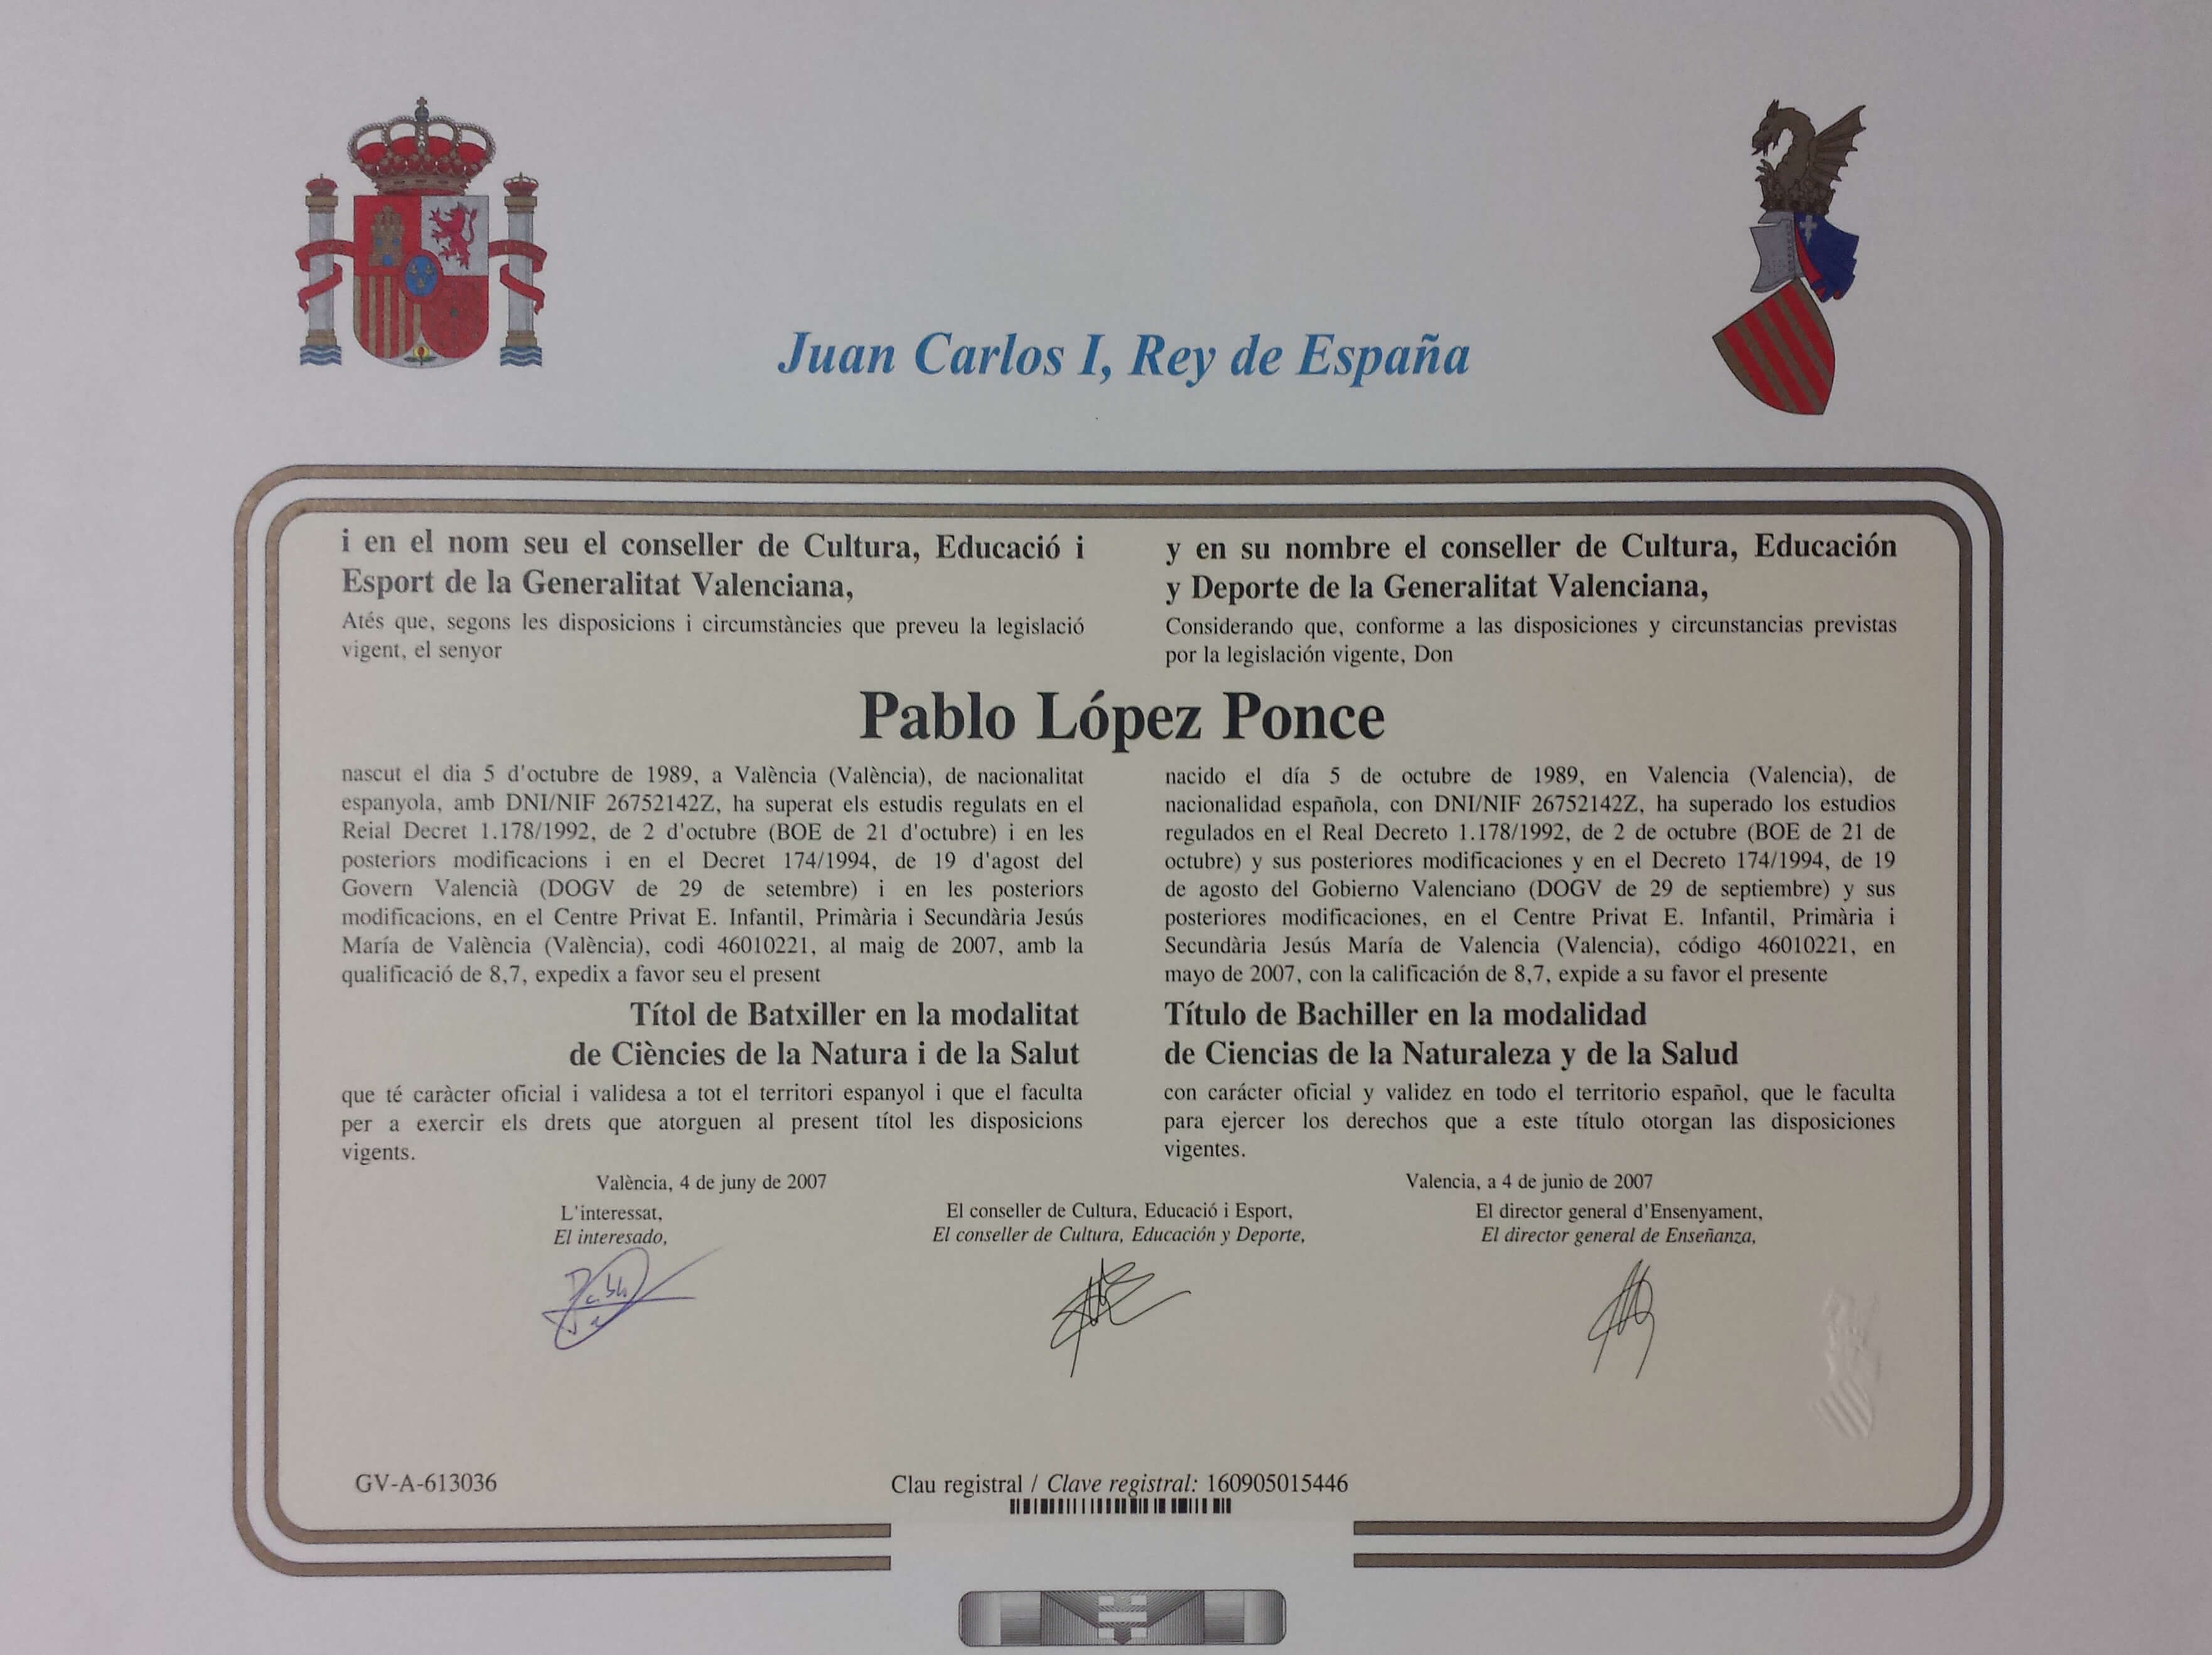 Juan Carlos I, Rey de España
i en el nom seu el conseller de Cultura, Educació i
Esport de la Generalitat Valenciana,
Atés que, segons les disposicions i circumstàncies que preveu la legislació
vigent, el senyor
y en su nombre el conseller de Cultura, Educación
y Deporte de la Generalitat Valenciana,
Considerando que, conforme a las disposiciones y circunstancias previstas
por la legislación vigente, Don
Pablo López Ponce
nascut el dia 5 d'octubre de 1989, a València (València), de nacionalitat
espanyola, amb DNI/NIF 26752142Z, ha superat els estudis regulats en el
Reial Decret 1.178/1992, de 2 d'octubre (BOE de 21 d'octubre) i en les
posteriors modificacions i en el Decret 174/1994, de 19 d'agost del
Govern Valencià (DOGV de 29 de setembre) i en les posteriors
modificacions, en el Centre Privat E. Infantil, Primària i Secundària Jesús
María de València (València), codi 46010221, al maig de 2007, amb la
qualificació de 8,7, expedix a favor seu el present
Títol de Batxiller en la modalitat
de Ciències de la Natura i de la Salut
que té caràcter oficial i validesa a tot el territori espanyol i que el faculta
per a exercir els drets que atorguen al present títol les disposicions
vigents.
València, 4 de juny de 2007
nacido el día 5 de octubre de 1989, en Valencia (Valencia), de
nacionalidad española, con DNI/NIF 26752142Z, ha superado los estudios
regulados en el Real Decreto 1.178/1992, de 2 de octubre (BOE de 21 de
octubre) y sus posteriores modificaciones y en el Decreto 174/1994, de 19
de agosto del Gobierno Valenciano (DOGV de 29 de septiembre) y sus
posteriores modificaciones, en el Centre Privat E. Infantil, Primària i
Secundària Jesús María de Valencia (Valencia), código 46010221, en
mayo de 2007, con la calificación de 8,7, expide a su favor el presente
Título de Bachiller en la modalidad
de Ciencias de la Naturaleza y de la Salud
con carácter oficial y validez en todo el territorio español, que le faculta
para ejercer los derechos que a este título otorgan las disposiciones
vigentes.
Valencia, a 4 de junio de 2007
L'interessat,
El interesado,
El conseller de Cultura, Educació i Esport,
El conseller de Cultura, Educación y Deporte,
El director general d'Ensenyament,
El director general de Enseñanza,
GV-A-613036
Clau registral / Clave registral: 160905015446